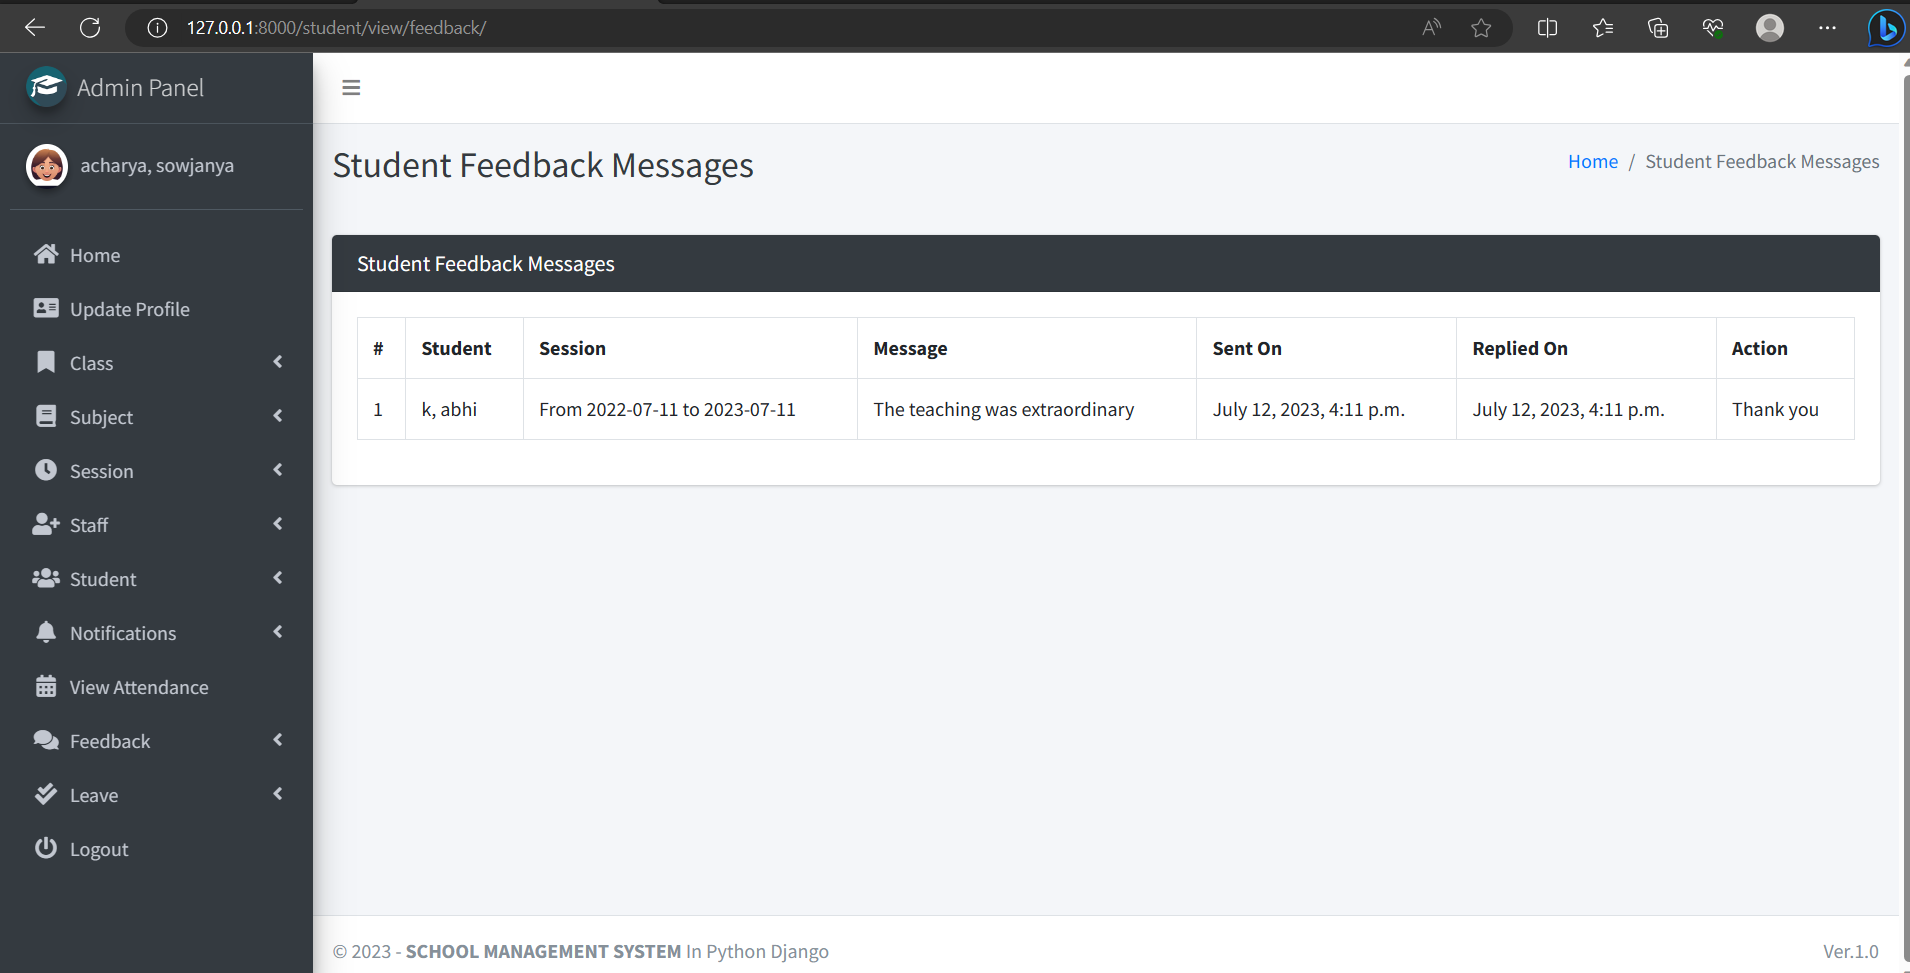 127.0.0.1:8000/student/view/feedback/
Admin Panel
acharya, sowjanya
Home
Update Profile
Class
Subject
Session
Staff
Student
Notifications
View Attendance
Feedback
Leave
Logout
Student Feedback Messages
Home / Student Feedback Messages
Student Feedback Messages
# Student Session Message Sent On Replied On Action
1 k, abhi From 2022-07-11 to 2023-07-11 The teaching was extraordinary July 12, 2023, 4:11 p.m. July 12, 2023, 4:11 p.m. Thank you
© 2023 - SCHOOL MANAGEMENT SYSTEM In Python Django
Ver.1.0